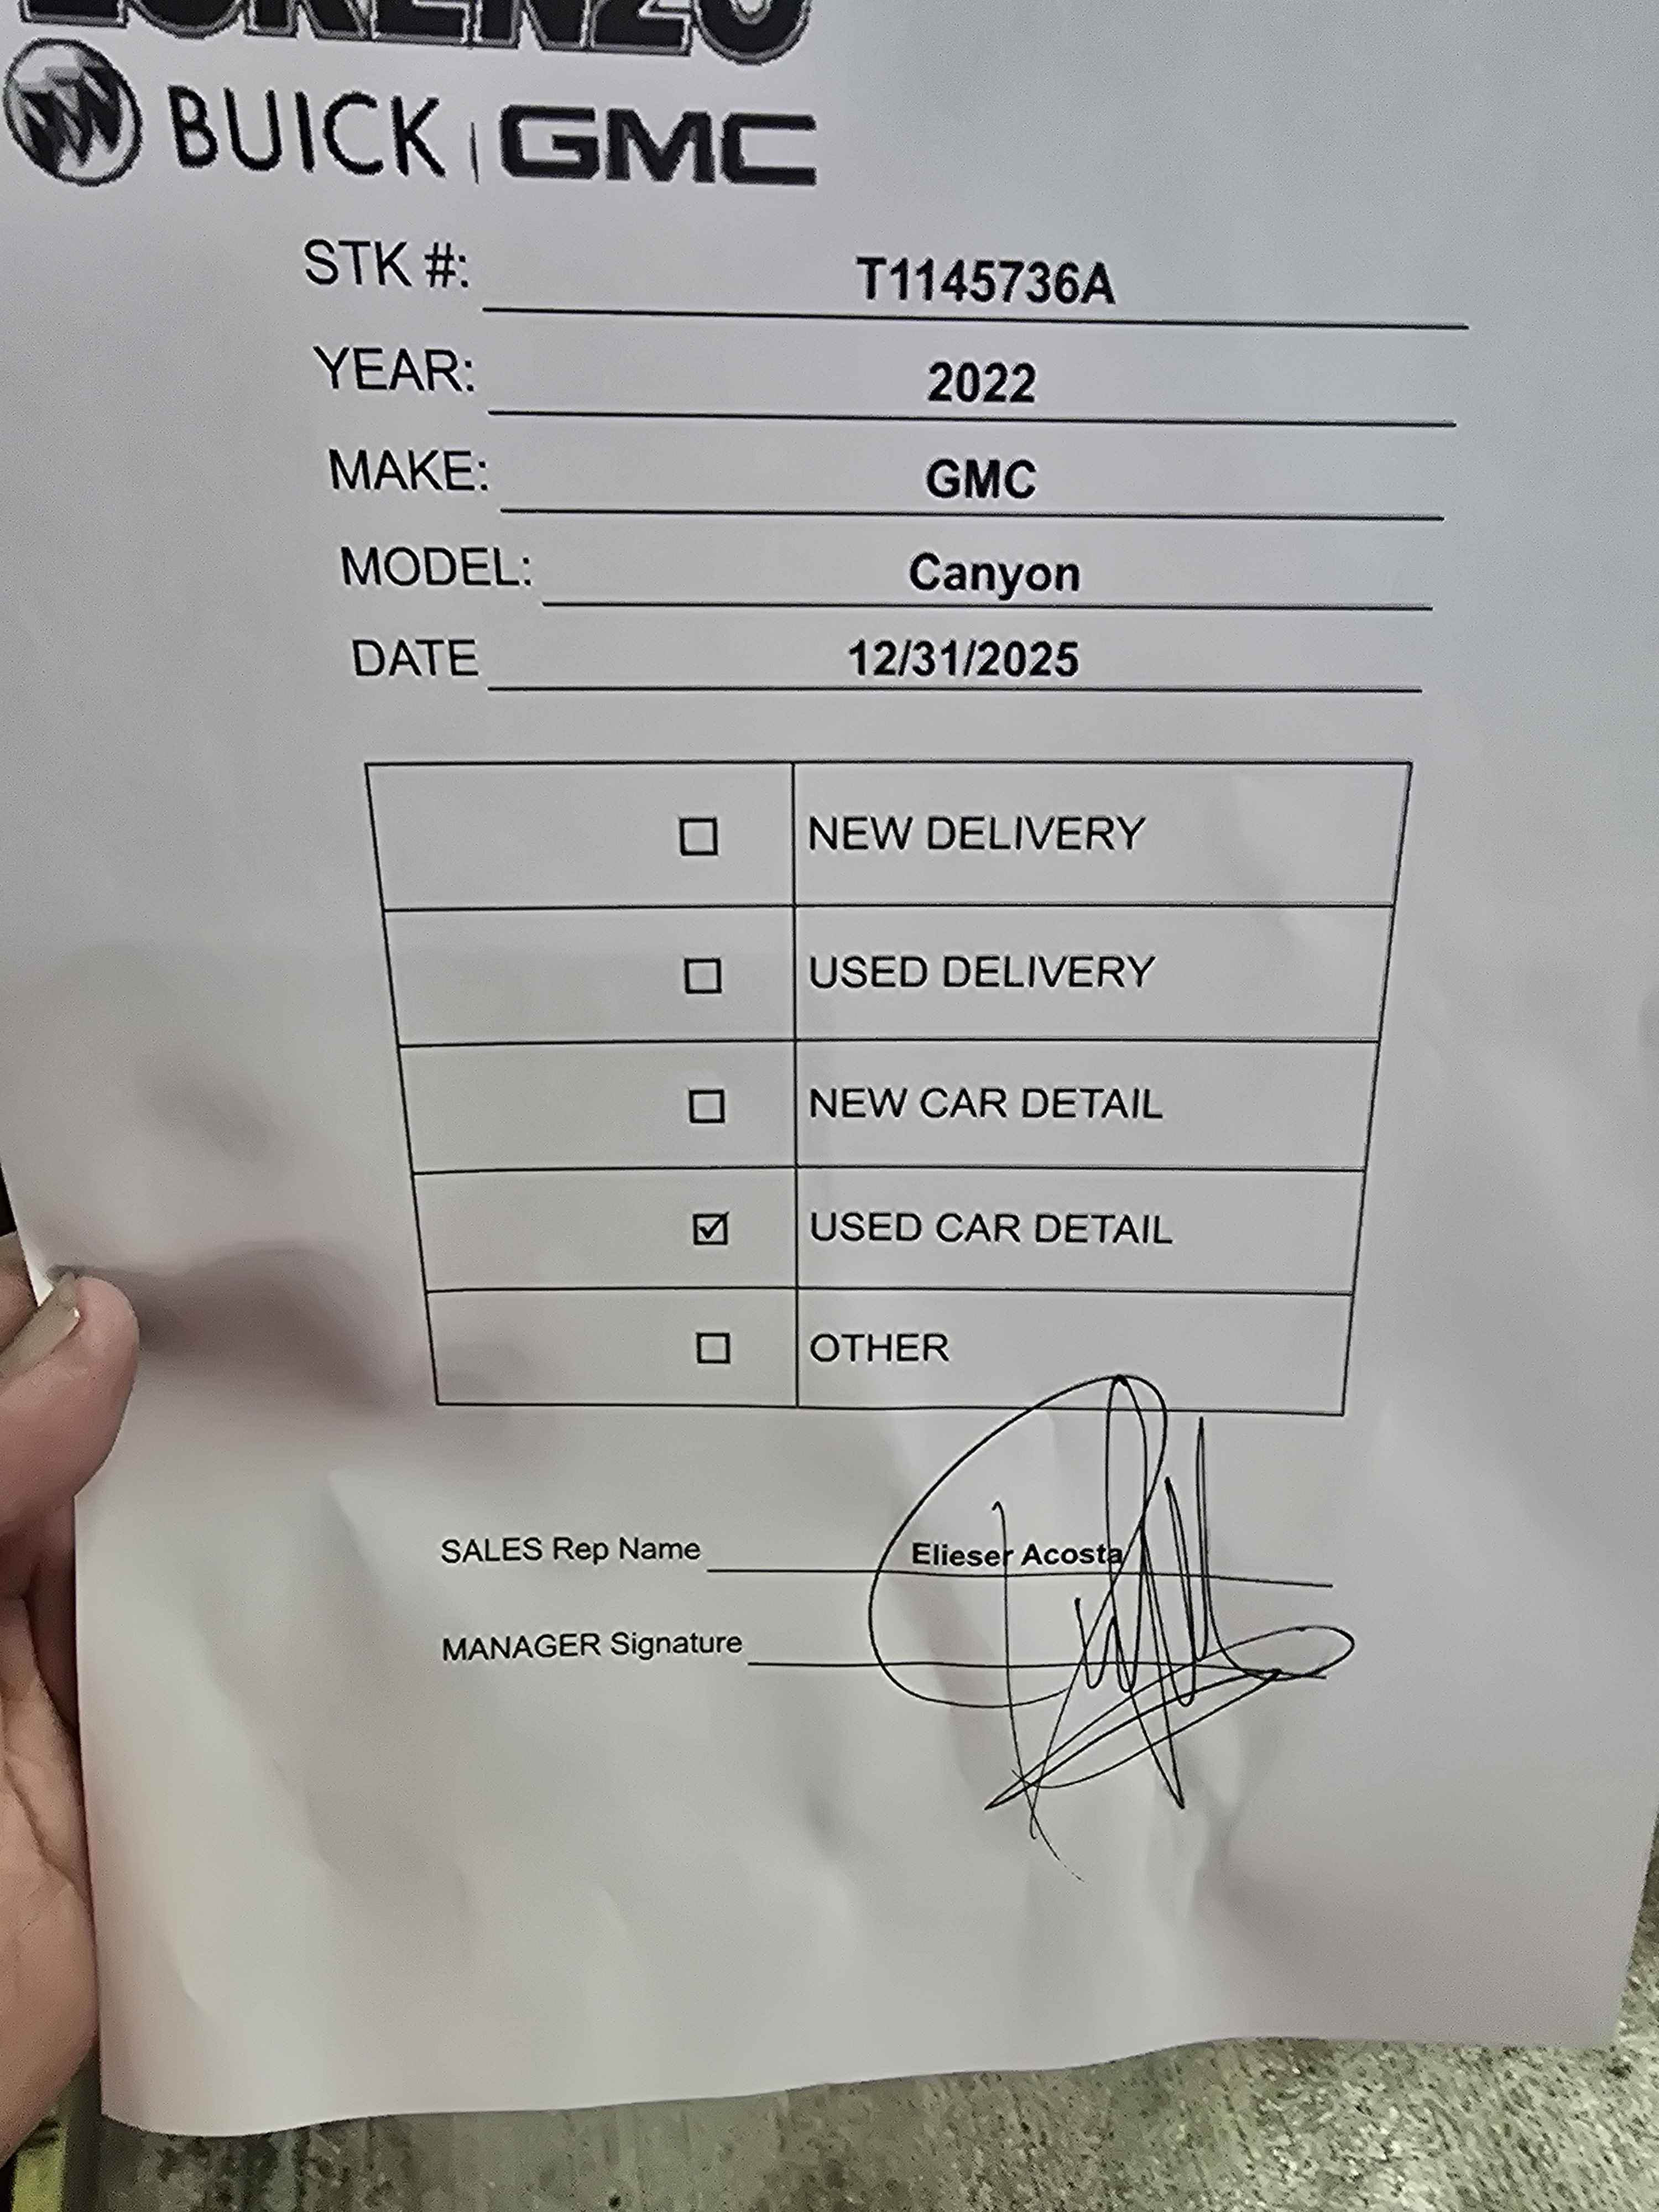 LORENZO
BUICK | GMC
STK #: T1145736A
YEAR: 2022
MAKE: GMC
MODEL: Canyon
DATE 12/31/2025
☐ NEW DELIVERY
☐ USED DELIVERY
☐ NEW CAR DETAIL
☑ USED CAR DETAIL
☐ OTHER
SALES Rep Name Elieser Acosta
MANAGER Signature